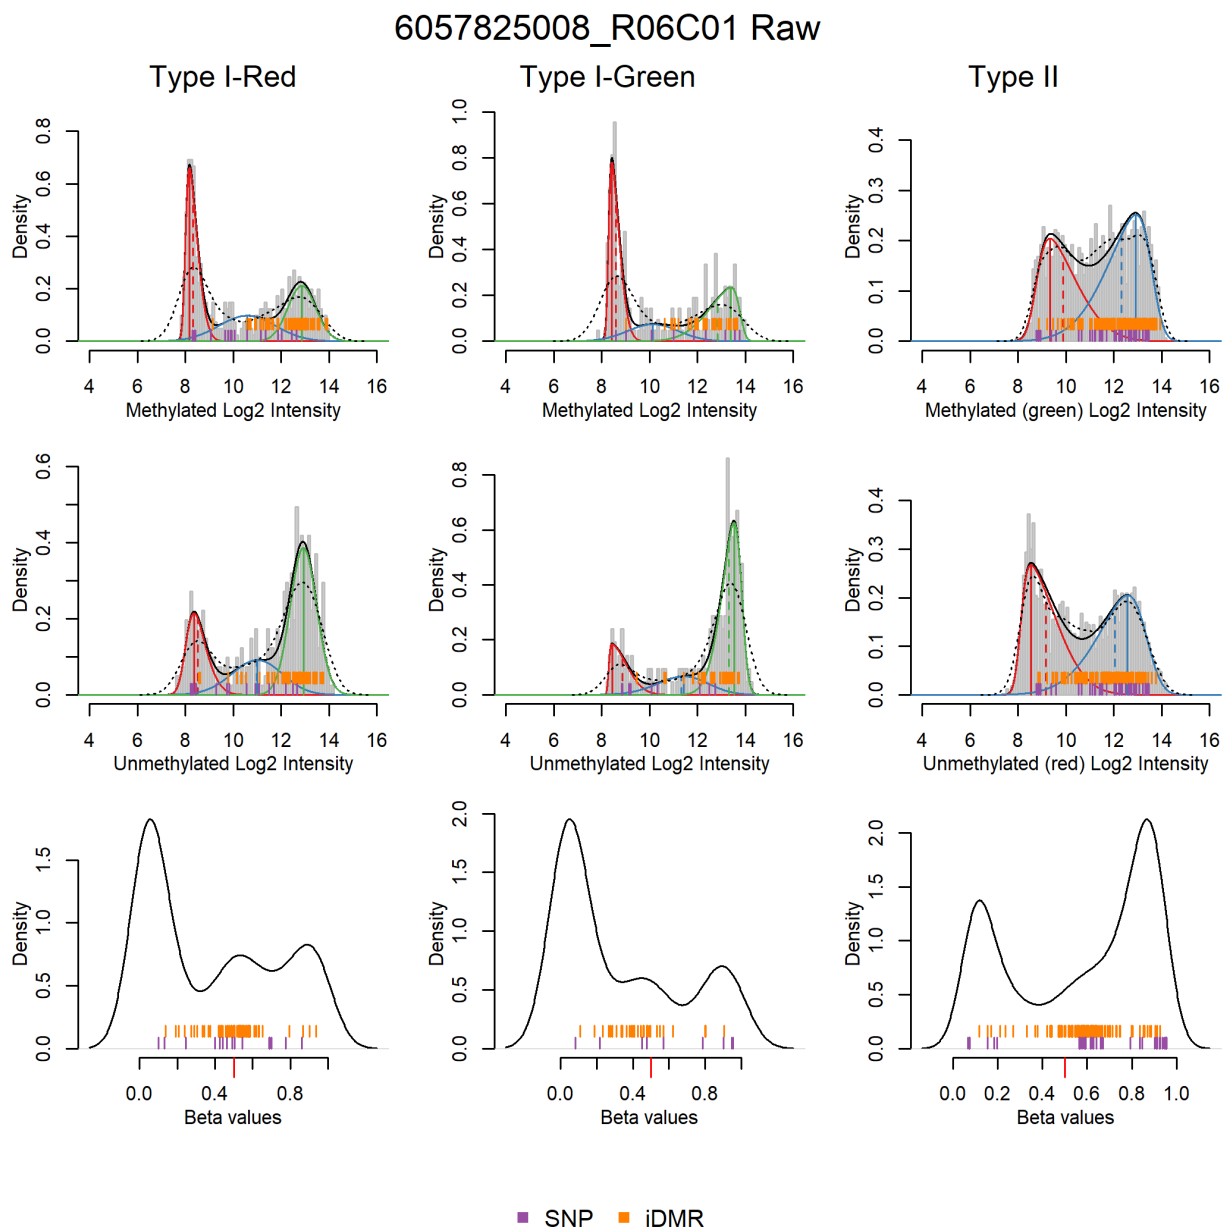 6057825008_R06C01 Raw
Type I-Red
Type I-Green
Type II
Density
0.0 0.2 0.4 0.6 0.8
4 6 8 10 12 14 16
Methylated Log2 Intensity
Density
0.0 0.2 0.4 0.6 0.8 1.0
4 6 8 10 12 14 16
Methylated Log2 Intensity
Density
0.0 0.1 0.2 0.3 0.4
4 6 8 10 12 14 16
Methylated (green) Log2 Intensity
Density
0.0 0.2 0.4 0.6
4 6 8 10 12 14 16
Unmethylated Log2 Intensity
Density
0.0 0.2 0.4 0.6 0.8
4 6 8 10 12 14 16
Unmethylated Log2 Intensity
Density
0.0 0.1 0.2 0.3 0.4
4 6 8 10 12 14 16
Unmethylated (red) Log2 Intensity
Density
0.0 0.5 1.0 1.5
0.0 0.4 0.8
Beta values
Density
0.0 0.5 1.0 1.5 2.0
0.0 0.4 0.8
Beta values
Density
0.0 0.5 1.0 1.5 2.0
0.0 0.2 0.4 0.6 0.8 1.0
Beta values
SNP iDMR